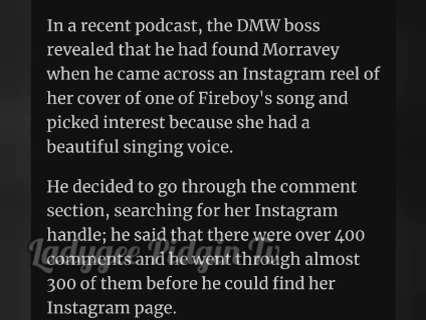 In a recent podcast, the DMW boss
revealed that he had found Morravey
when he came across an Instagram reel of
her cover of one of Fireboy's song and
picked interest because she had a
beautiful singing voice.
He decided to go through the comment
section, searching for her Instagram
handle; he said that there were over 400
Ladygee Pidgin Tv
comments and he went through almost
300 of them before he could find her
Instagram page.